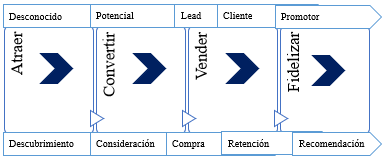 Desconocido Potencial Lead Cliente Promotor
Atraer Convertir Vender Fidelizar
Descubrimiento Consideración Compra Retención Recomendación